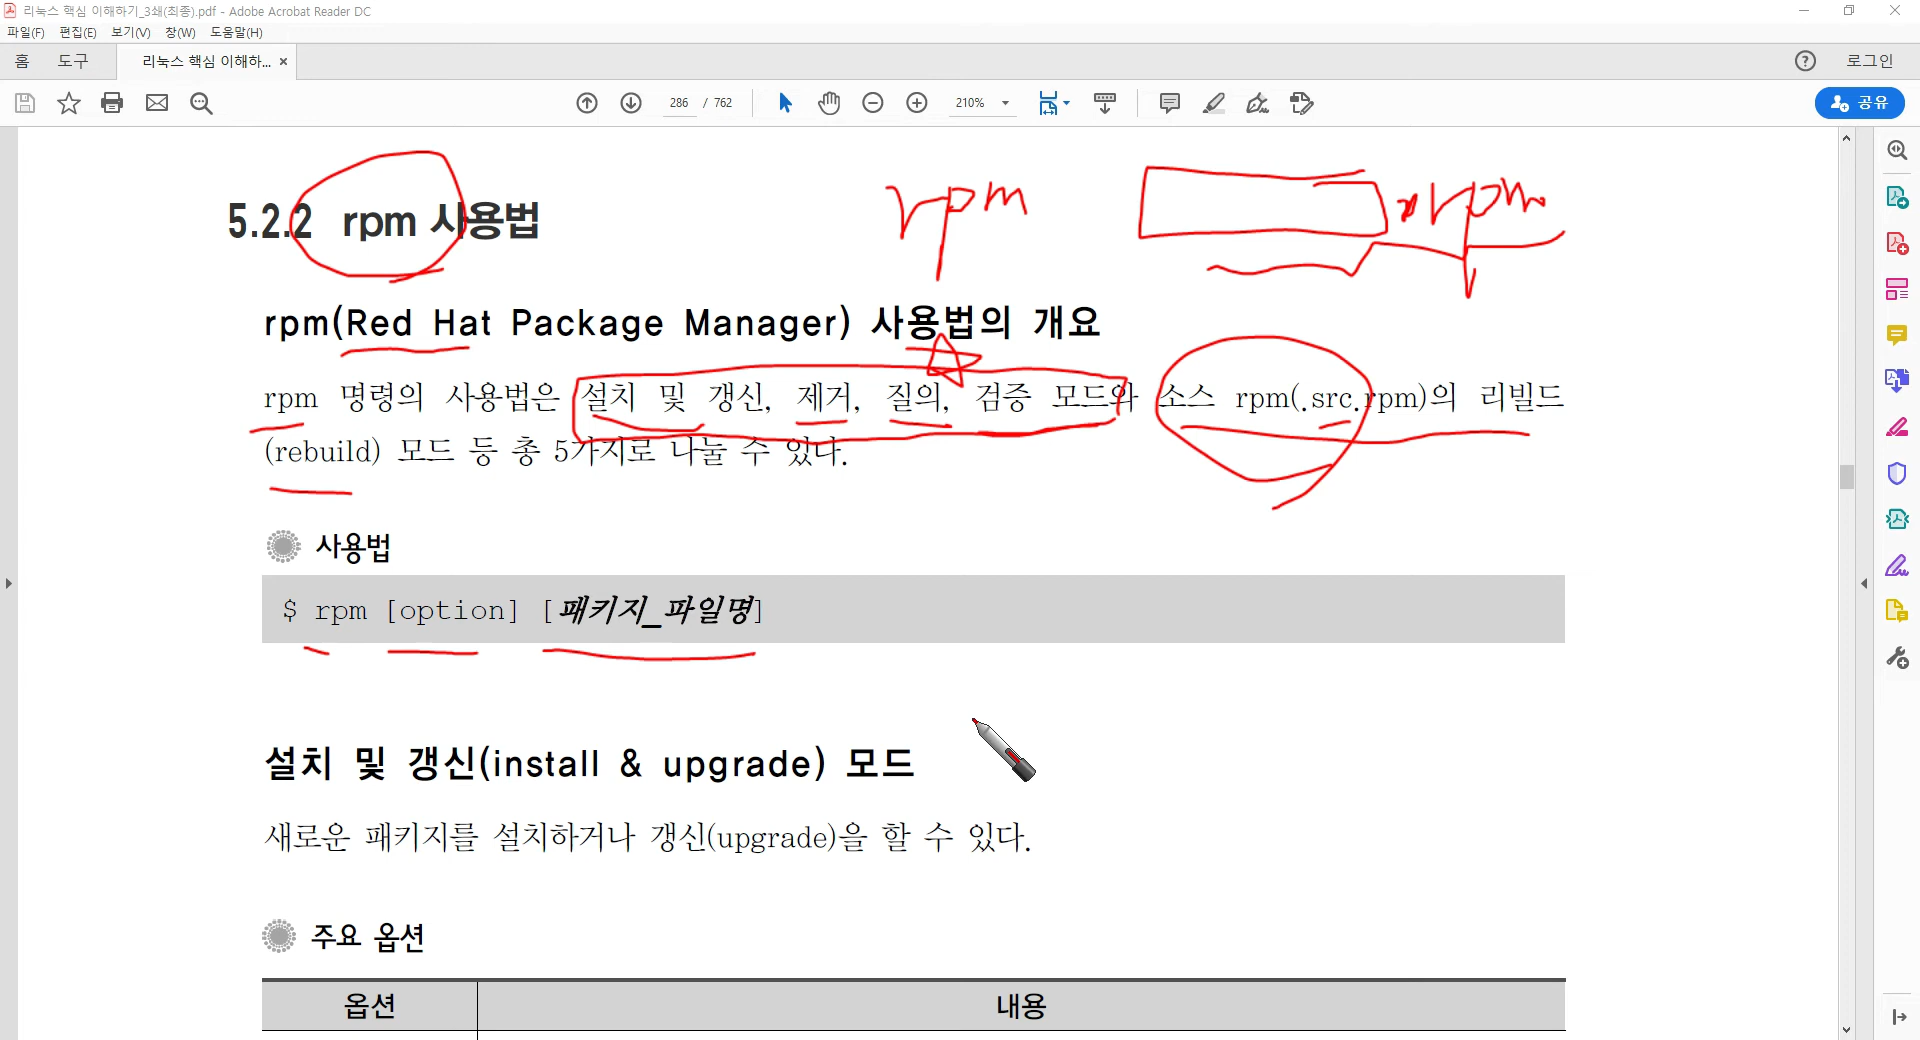 리눅스 핵심 이해하기_3쇄(최종).pdf - Adobe Acrobat Reader DC
파일(F) 편집(E) 보기(V) 창(W) 도움말(H)
홈 도구 리눅스 핵심 이해하... × 로그인
286 / 762 210% 공유
rpm .rpm
5.2.2 rpm 사용법
rpm(Red Hat Package Manager) 사용법의 개요
rpm 명령의 사용법은 설치 및 갱신, 제거, 질의, 검증 모드와 소스 rpm(.src.rpm)의 리빌드
(rebuild) 모드 등 총 5가지로 나눌 수 있다.
사용법
$ rpm [option] [패키지_파일명]
설치 및 갱신(install & upgrade) 모드
새로운 패키지를 설치하거나 갱신(upgrade)을 할 수 있다.
주요 옵션
옵션 내용